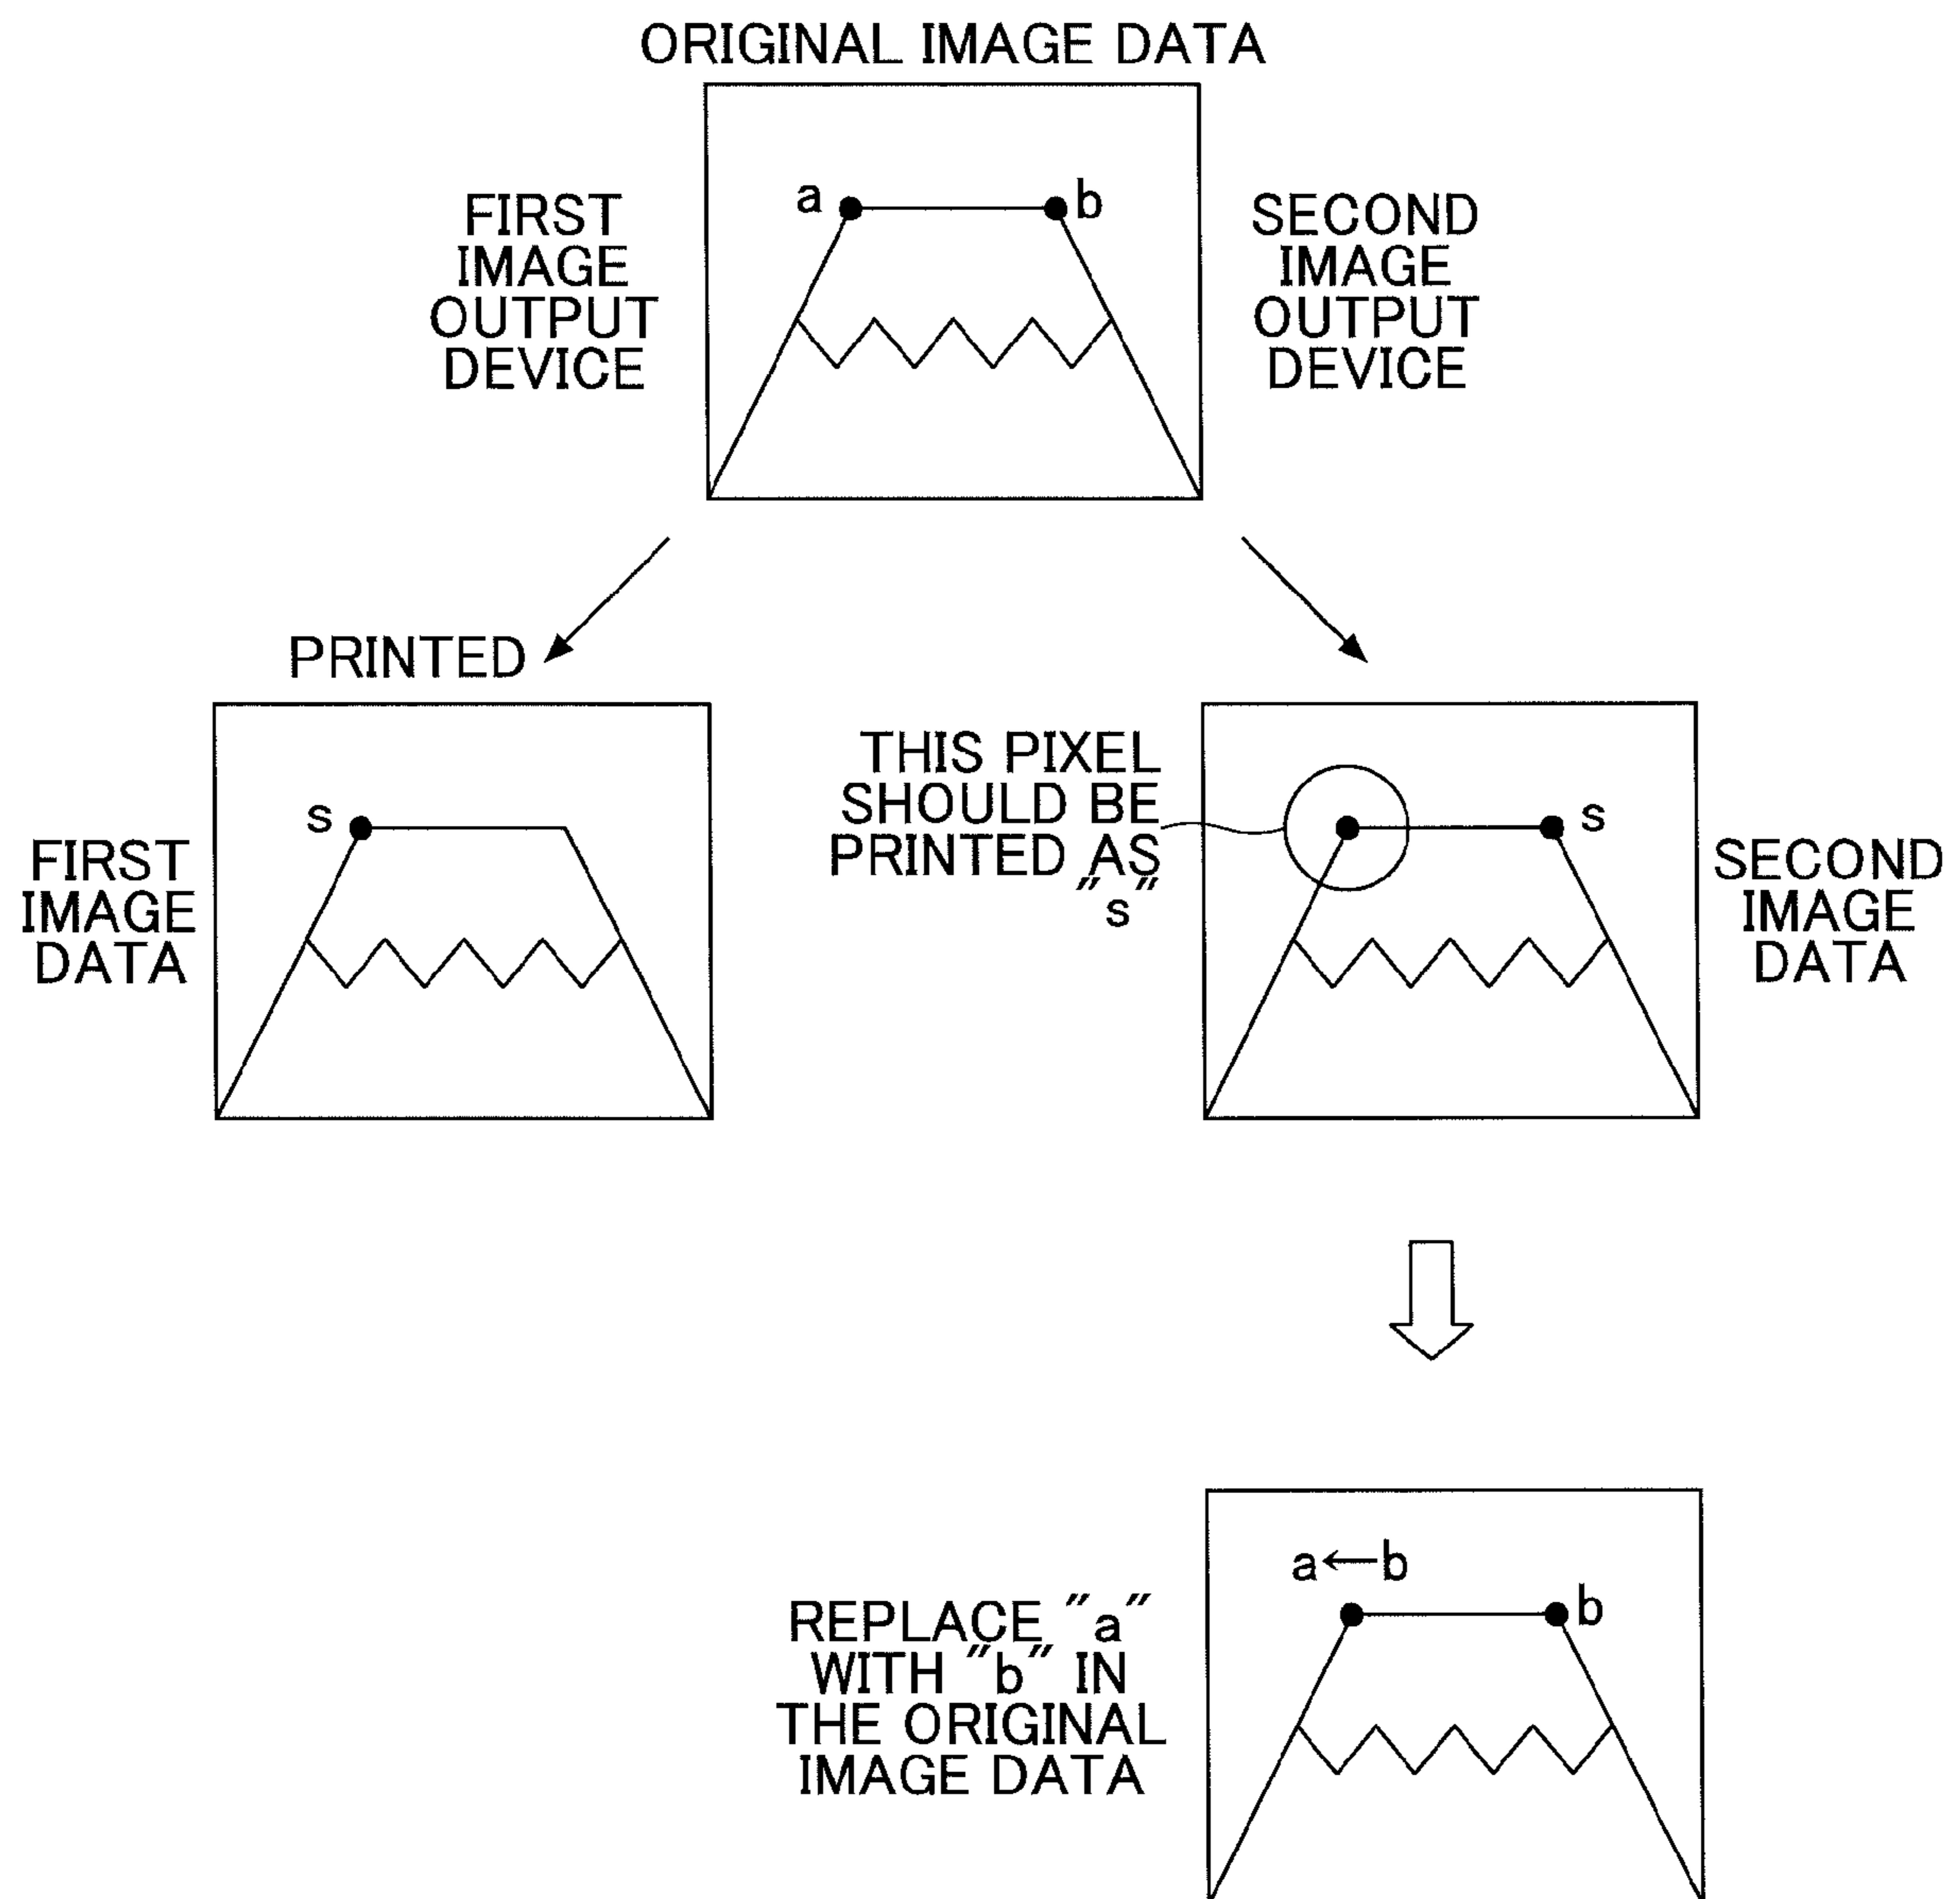 ORIGINAL IMAGE DATA
FIRST
IMAGE
OUTPUT
DEVICE
a
b
SECOND
IMAGE
OUTPUT
DEVICE
PRINTED
FIRST
IMAGE
DATA
s
THIS PIXEL
SHOULD BE
PRINTED AS
"s"
s
SECOND
IMAGE
DATA
REPLACE "a"
WITH "b" IN
THE ORIGINAL
IMAGE DATA
a←b
b